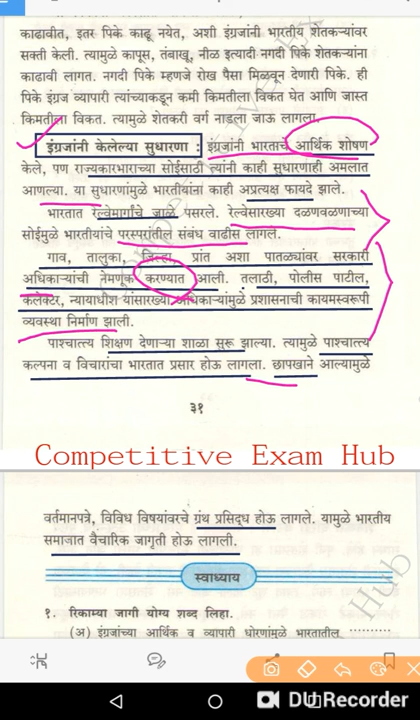 काढावीत, इतर पिके काढू नयेत, अशी इंग्रजांनी भारतीय शेतकऱ्यांवर
सक्ती केली. त्यामुळे कापूस, तंबाखू, नीळ इत्यादी नगदी पिके शेतकऱ्यांना
काढावी लागत. नगदी पिके म्हणजे रोख पैसा मिळवून देणारी पिके. ही
पिके इंग्रज व्यापारी त्यांच्याकडून कमी किमतीला विकत घेत आणि जास्त
किमतीला विकत. त्यामुळे शेतकरी वर्ग नाडला जाऊ लागला.
इंग्रजांनी केलेल्या सुधारणा : इंग्रजांनी भारताचे आर्थिक शोषण
केले, पण राज्यकारभाराच्या सोईसाठी त्यांनी काही सुधारणाही अमलात
आणल्या. या सुधारणांमुळे भारतीयांना काही अप्रत्यक्ष फायदे झाले.
भारतात रेल्वेमार्गाचे जाळे पसरले. रेल्वेसारख्या दळणवळणाच्या
सोईमुळे भारतीयांचे परस्परांतील संबंध वाढीस लागले.
गाव, तालुका, जिल्हा, प्रांत अशा पातळ्यांवर सरकारी
अधिकाऱ्यांची नेमणूक करण्यात आली. तलाठी, पोलीस पाटील,
कलेक्टर, न्यायाधीश यांसारख्या अधिकाऱ्यांमुळे प्रशासनाची कायमस्वरूपी
व्यवस्था निर्माण झाली.
पाश्चात्त्य शिक्षण देणाऱ्या शाळा सुरू झाल्या. त्यामुळे पाश्चात्त्य
कल्पना व विचारांचा भारतात प्रसार होऊ लागला. छापखाने आल्यामुळे
३१
Competitive Exam Hub
वर्तमानपत्रे, विविध विषयांवरचे ग्रंथ प्रसिद्ध होऊ लागले. यामुळे भारतीय
समाजात वैचारिक जागृती होऊ लागली.
स्वाध्याय
१. रिकाम्या जागी योग्य शब्द लिहा.
(अ) इंग्रजांच्या आर्थिक व व्यापारी धोरणांमुळे भारतातील ..........
Hub
DU Recorder